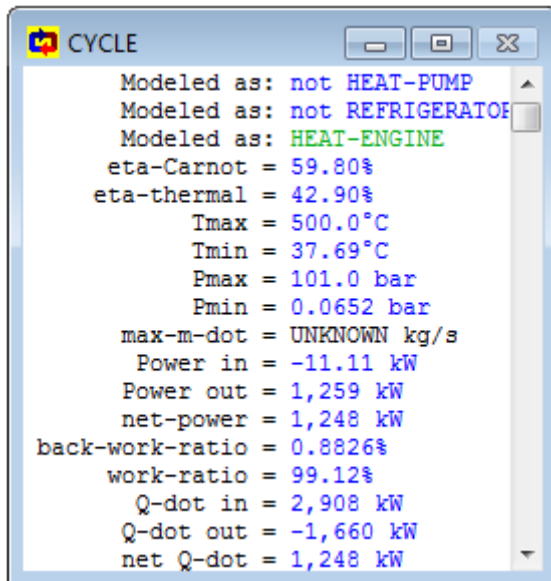 CYCLE
Modeled as: not HEAT-PUMP
Modeled as: not REFRIGERATOR
Modeled as: HEAT-ENGINE
eta-Carnot = 59.80%
eta-thermal = 42.90%
Tmax = 500.0°C
Tmin = 37.69°C
Pmax = 101.0 bar
Pmin = 0.0652 bar
max-m-dot = UNKNOWN kg/s
Power in = -11.11 kW
Power out = 1,259 kW
net-power = 1,248 kW
back-work-ratio = 0.8826%
work-ratio = 99.12%
Q-dot in = 2,908 kW
Q-dot out = -1,660 kW
net Q-dot = 1,248 kW